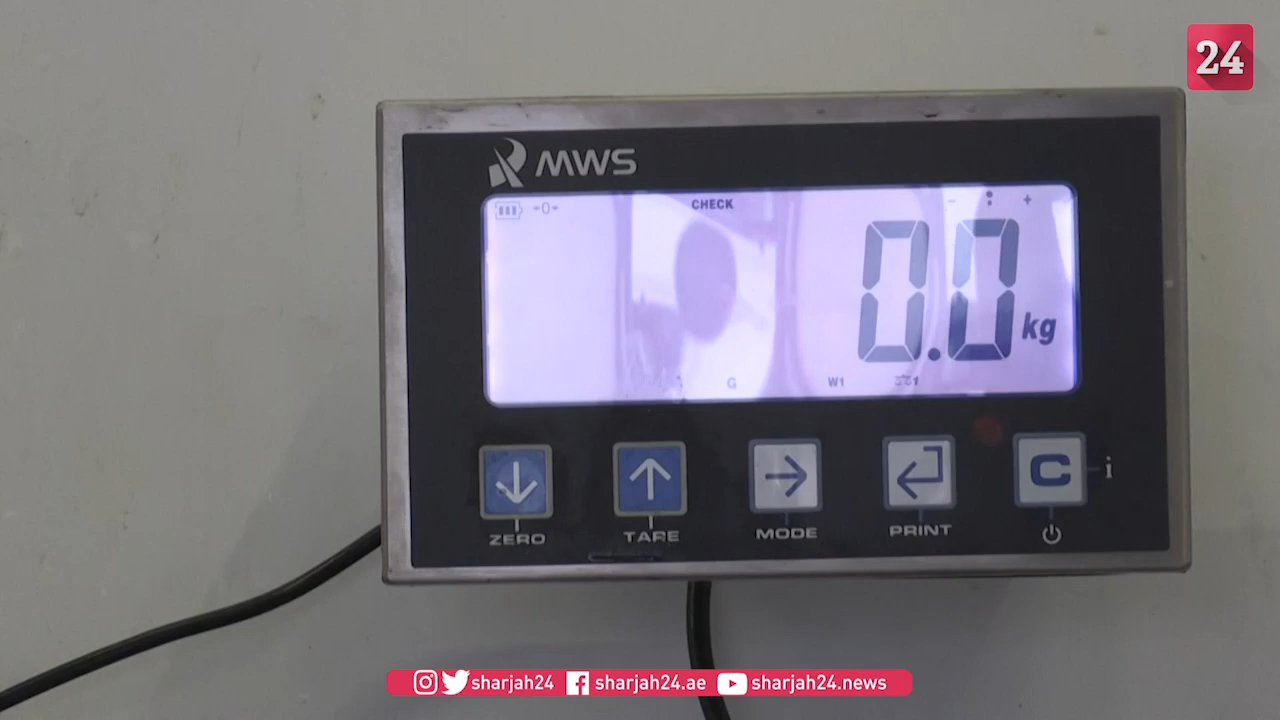 24
MWS
CHECK
0.0 kg
G W1
C i
ZERO TARE MODE PRINT
sharjah24 sharjah24.ae sharjah24.news